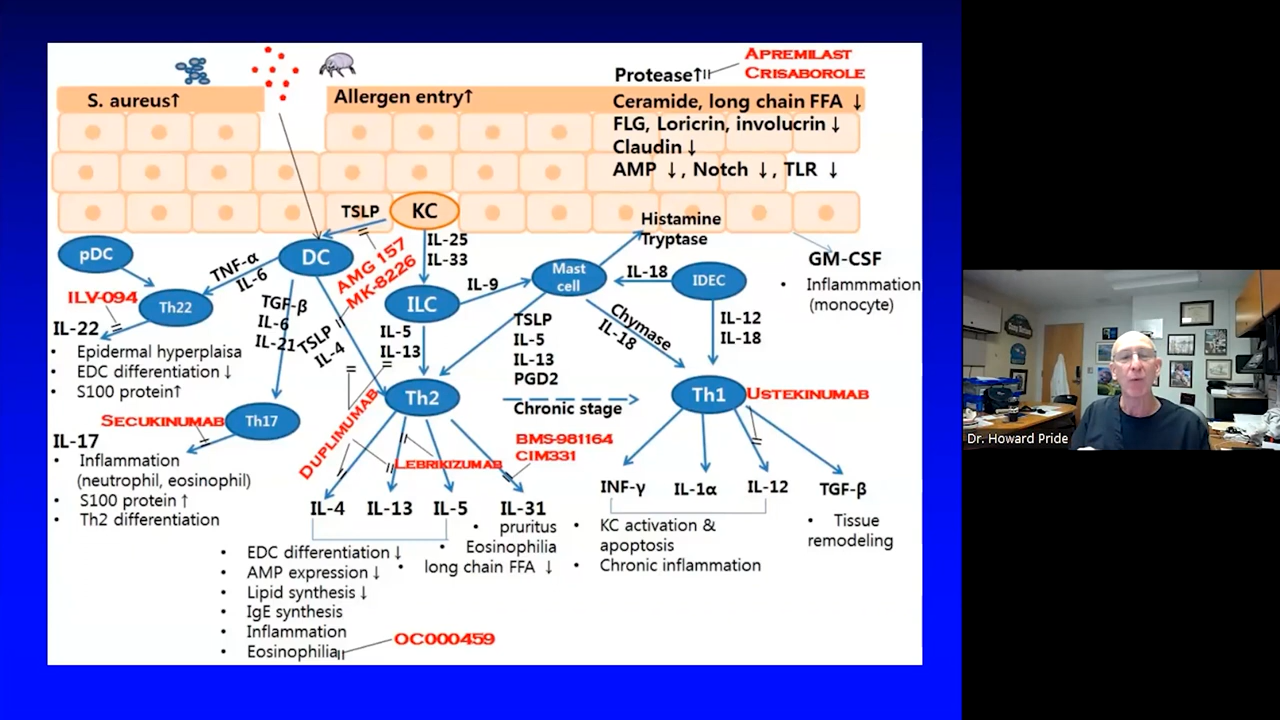 APREMILAST
CRISABOROLE
Protease↑
S. aureus↑
Allergen entry↑
Ceramide, long chain FFA ↓
FLG, Loricrin, involucrin ↓
Claudin ↓
AMP ↓, Notch ↓, TLR ↓
TSLP
KC
Histamine
Tryptase
pDC
DC
TNF-α
IL-6
AMG 157
MK-8226
IL-25
IL-33
GM-CSF
• Inflammmation
(monocyte)
ILV-094
Th22
TGF-β
IL-6
IL-21
ILC
IL-9
Mast
cell
IL-18
IDEC
IL-22
• Epidermal hyperplaisa
• EDC differentiation ↓
• S100 protein↑
TSLP
IL-4
IL-5
IL-13
TSLP
IL-5
IL-13
PGD2
Chymase
IL-18
IL-12
IL-18
SECUKINUMAB
Th17
DUPLIMUMAB
Th2
Chronic stage
Th1
USTEKINUMAB
IL-17
• Inflammation
(neutrophil, eosinophil)
• S100 protein ↑
• Th2 differentiation
LEBRIKIZUMAB
BMS-981164
CIM331
IL-4
IL-13
IL-5
IL-31
INF-γ
IL-1α
IL-12
TGF-β
• pruritus
• Eosinophilia
• long chain FFA ↓
• KC activation &
apoptosis
• Chronic inflammation
• Tissue
remodeling
• EDC differentiation ↓
• AMP expression ↓
• Lipid synthesis ↓
• IgE synthesis
• Inflammation
• Eosinophilia
OC000459
Dr. Howard Pride